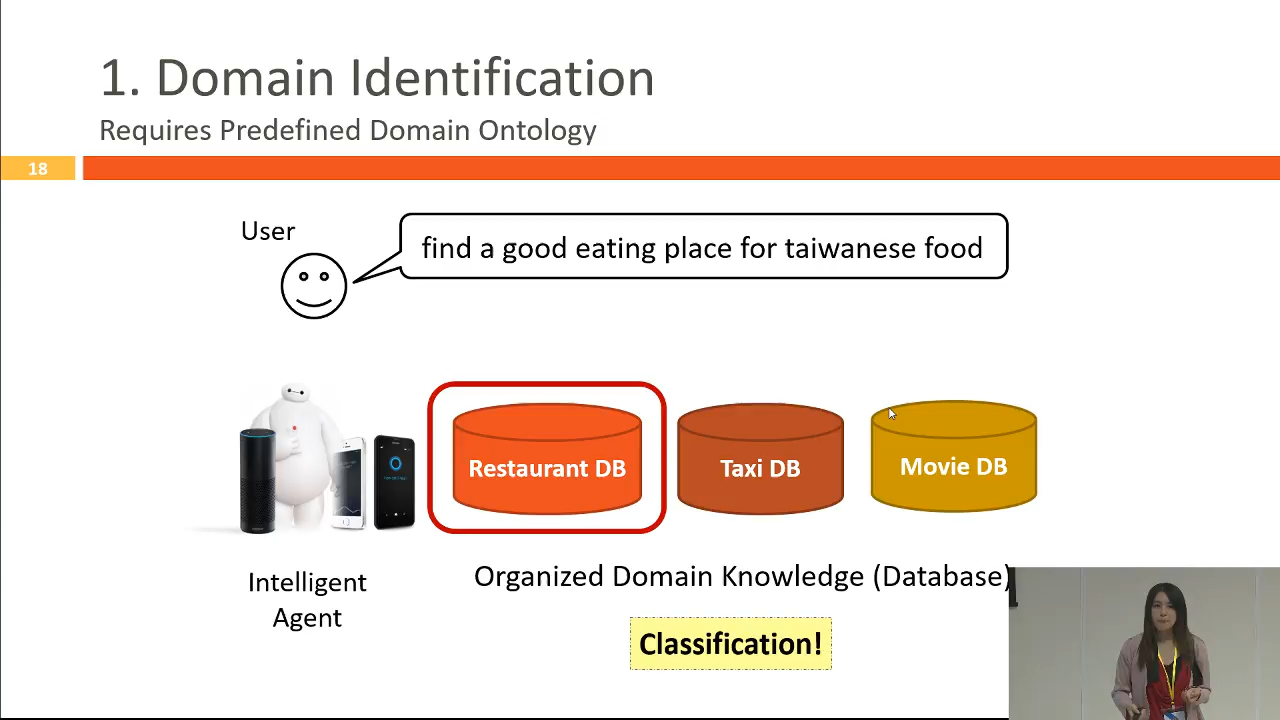 1. Domain Identification
Requires Predefined Domain Ontology
18
User
find a good eating place for taiwanese food
Restaurant DB
Taxi DB
Movie DB
Intelligent
Agent
Organized Domain Knowledge (Database)
Classification!